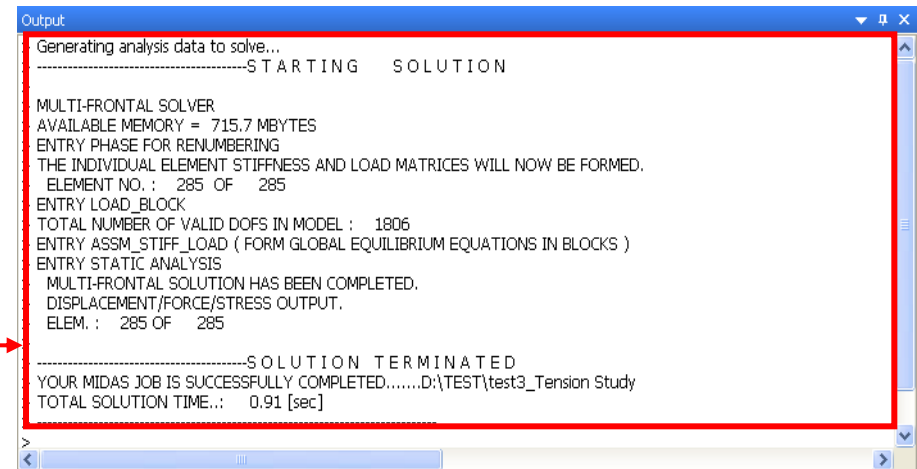 Output
> Generating analysis data to solve...
> -----------------------------------------S T A R T I N G    S O L U T I O N
>
> MULTI-FRONTAL SOLVER
> AVAILABLE MEMORY =  715.7 MBYTES
> ENTRY PHASE FOR RENUMBERING
> THE INDIVIDUAL ELEMENT STIFFNESS AND LOAD MATRICES WILL NOW BE FORMED.
>   ELEMENT NO. :   285  OF    285
> ENTRY LOAD_BLOCK
> TOTAL NUMBER OF VALID DOFS IN MODEL :   1806
> ENTRY ASSM_STIFF_LOAD ( FORM GLOBAL EQUILIBRIUM EQUATIONS IN BLOCKS )
> ENTRY STATIC ANALYSIS
>   MULTI-FRONTAL SOLUTION HAS BEEN COMPLETED.
>   DISPLACEMENT/FORCE/STRESS OUTPUT.
>   ELEM. :   285 OF    285
>
> -----------------------------------------S O L U T I O N  T E R M I N A T E D
> YOUR MIDAS JOB IS SUCCESSFULLY COMPLETED.......D:\TEST\test3_Tension Study
> TOTAL SOLUTION TIME..:    0.91 [sec]
> ------------------------------------------------------------------------------
>